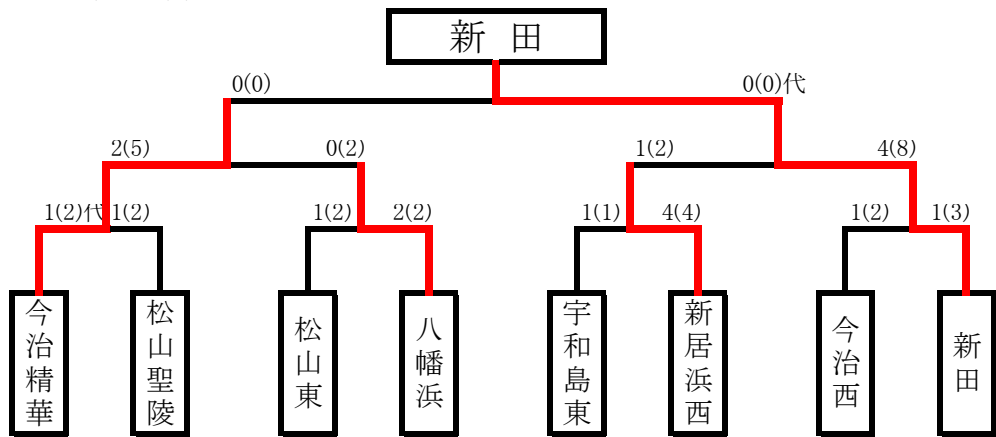 新田
0(0)
0(0)代
2(5)
0(2)
1(2)
4(8)
1(2)代
1(2)
1(2)
2(2)
1(1)
4(4)
1(2)
1(3)
今治精華
松山聖陵
松山東
八幡浜
宇和島東
新居浜西
今治西
新田